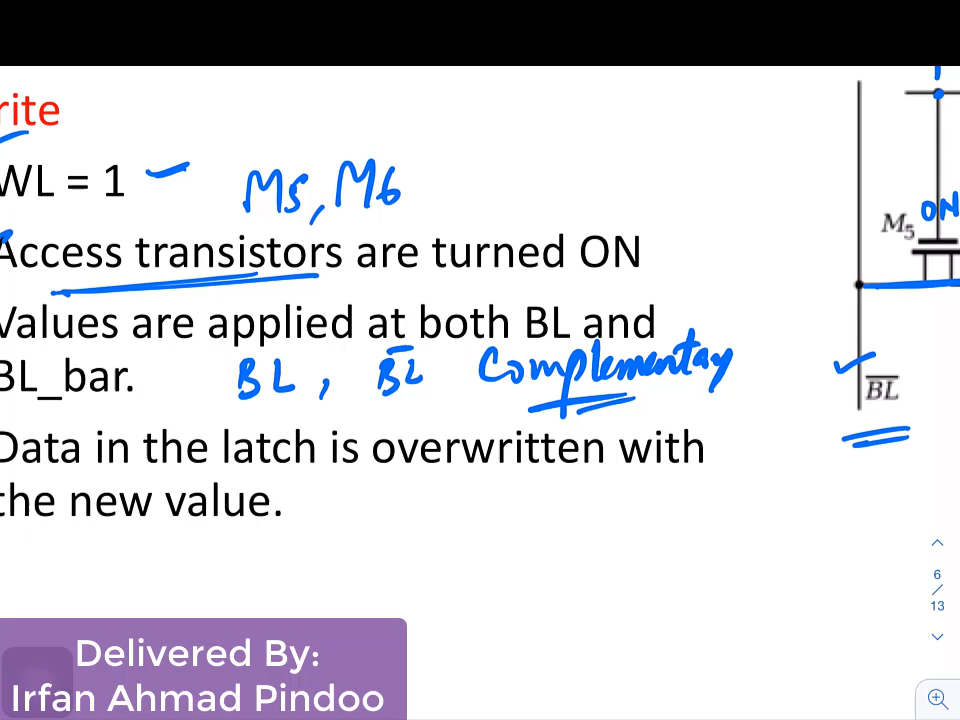 rite
WL = 1
M5, M6
Access transistors are turned ON
Values are applied at both BL and
BL_bar.
BL, B̅L̅ Complementary
Data in the latch is overwritten with
the new value.
ON
M5
B̅L̅
6
/
13
Delivered By:
Irfan Ahmad Pindoo